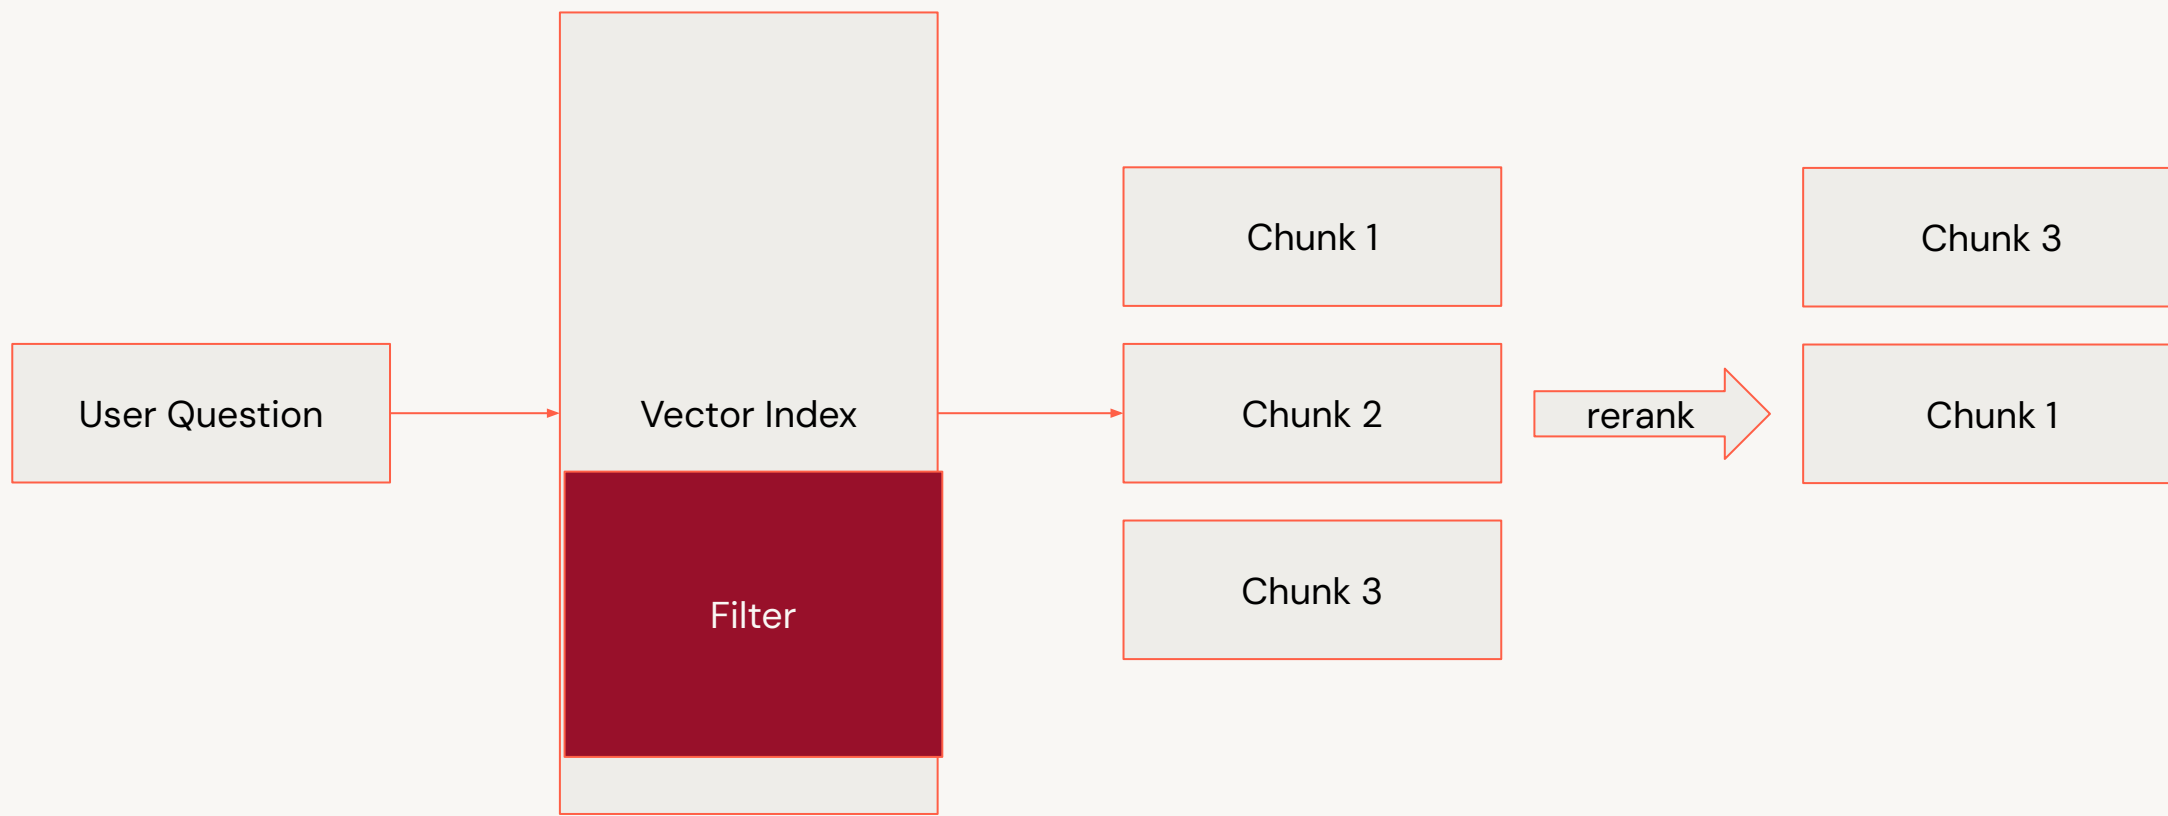 User Question
Vector Index
Filter
Chunk 1
Chunk 2
Chunk 3
rerank
Chunk 3
Chunk 1